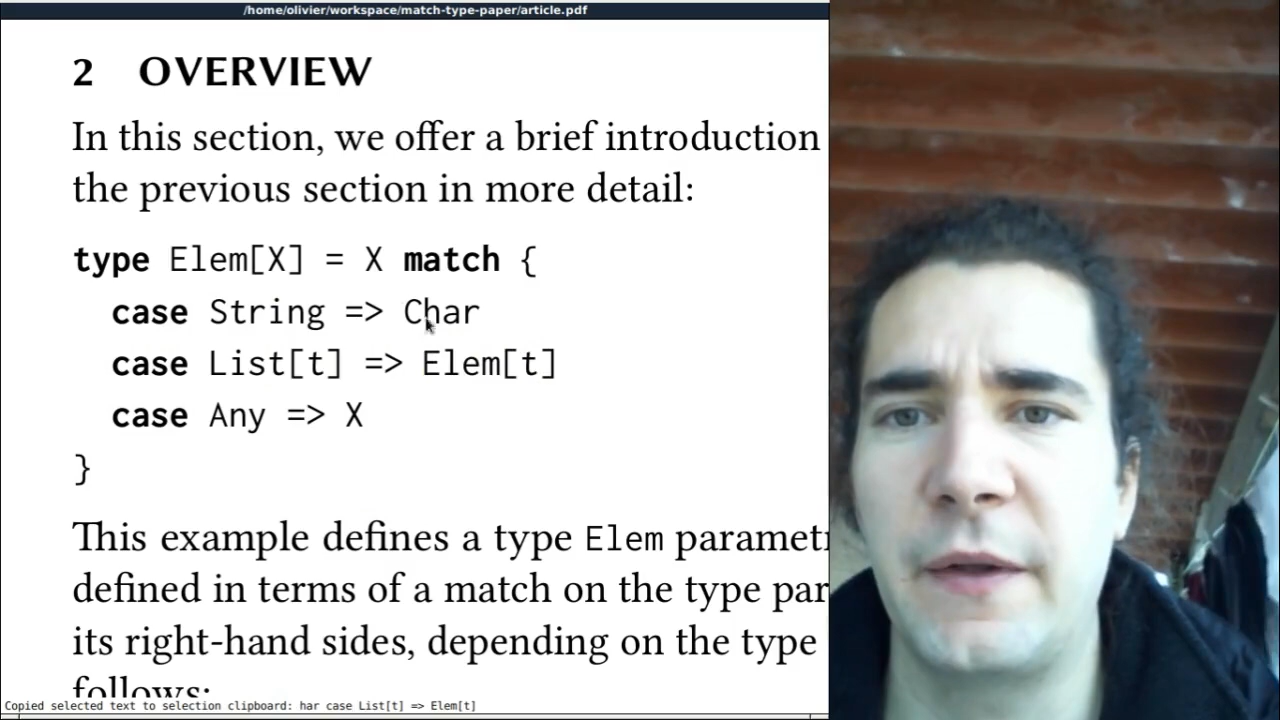 /home/olivier/workspace/match-type-paper/article.pdf
2 OVERVIEW
In this section, we offer a brief introduction
the previous section in more detail:
type Elem[X] = X match {
case String => Char
case List[t] => Elem[t]
case Any => X
}
This example defines a type Elem parametr
defined in terms of a match on the type par
its right-hand sides, depending on the type
follows:
Copied selected text to selection clipboard: har case List[t] => Elem[t]